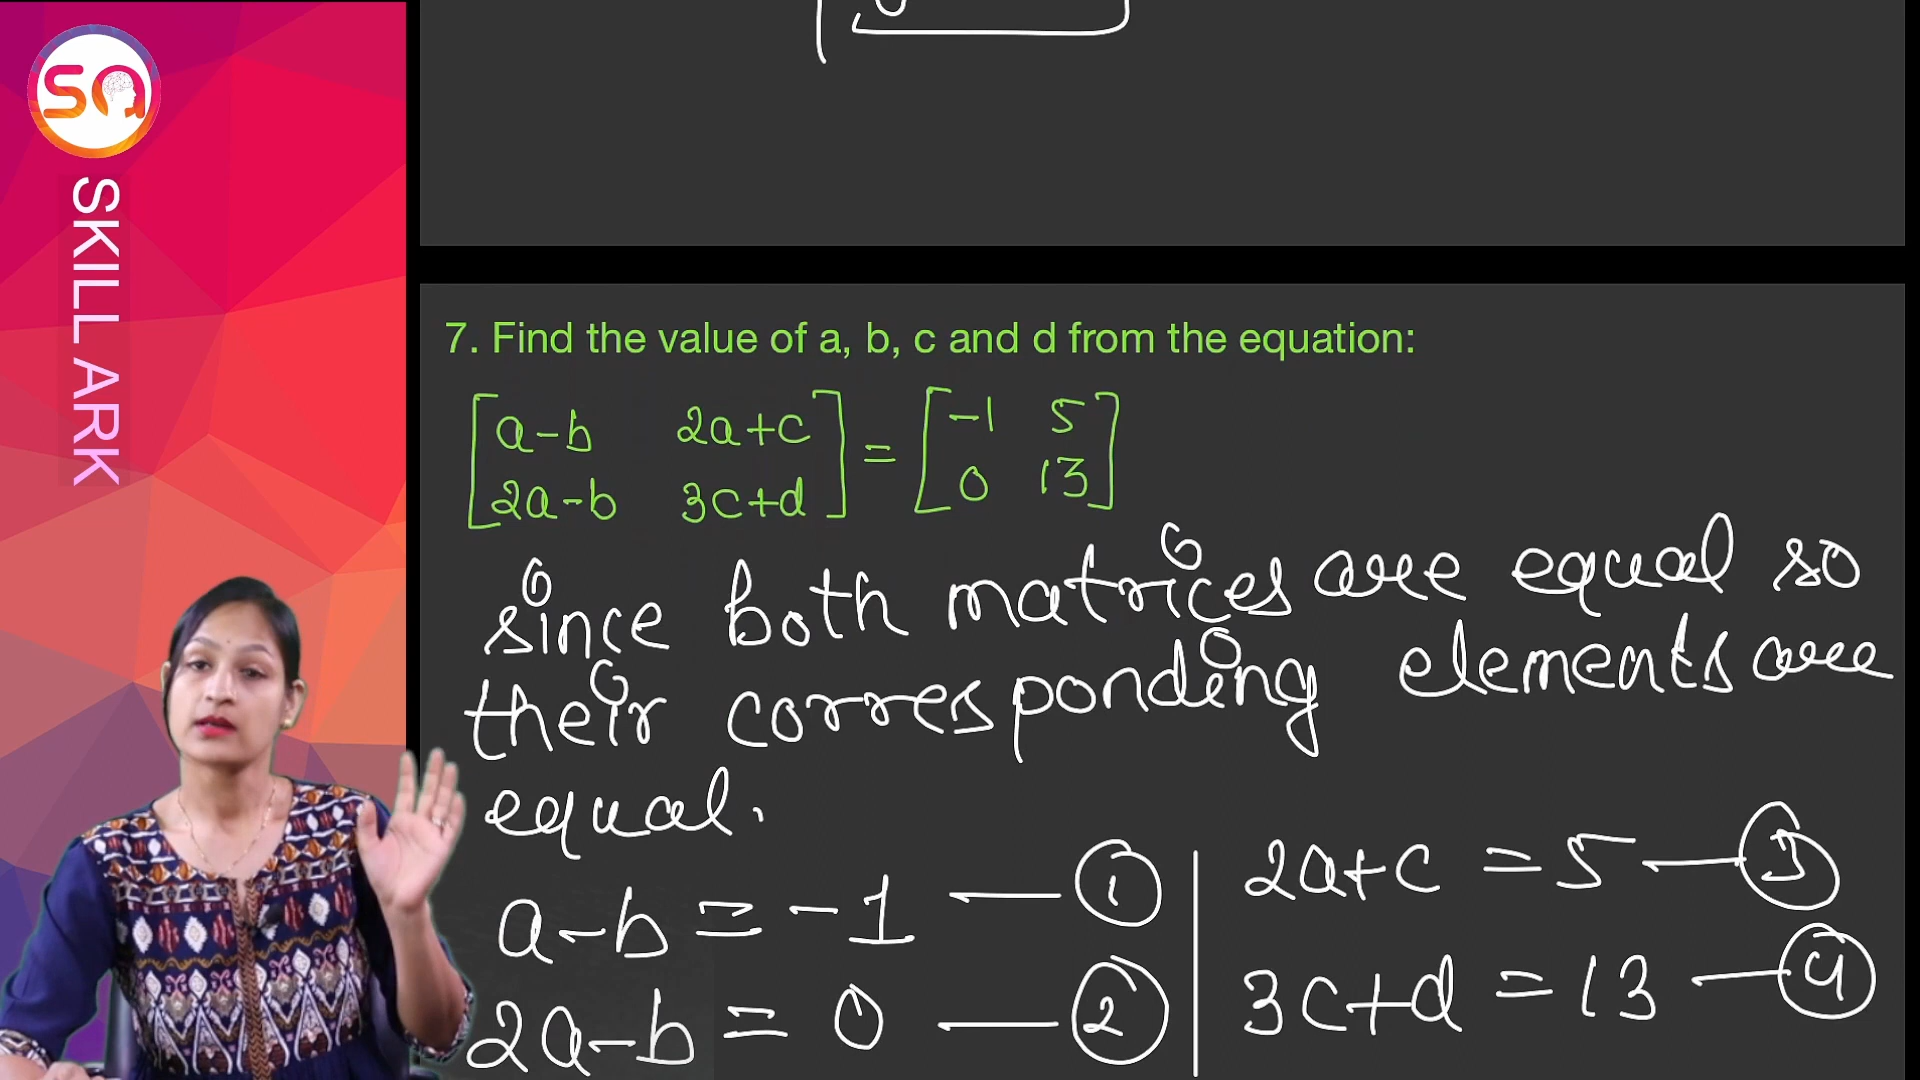 SA
SKILL ARK
7. Find the value of a, b, c and d from the equation:
[a-b 2a+c] = [-1 5]
[2a-b 3c+d] [0 13]
since both matrices are equal so
their corresponding elements are
equal.
a-b = -1 — ①
2a-b = 0 — ②
2a+c = 5 — ③
3c+d = 13 — ④